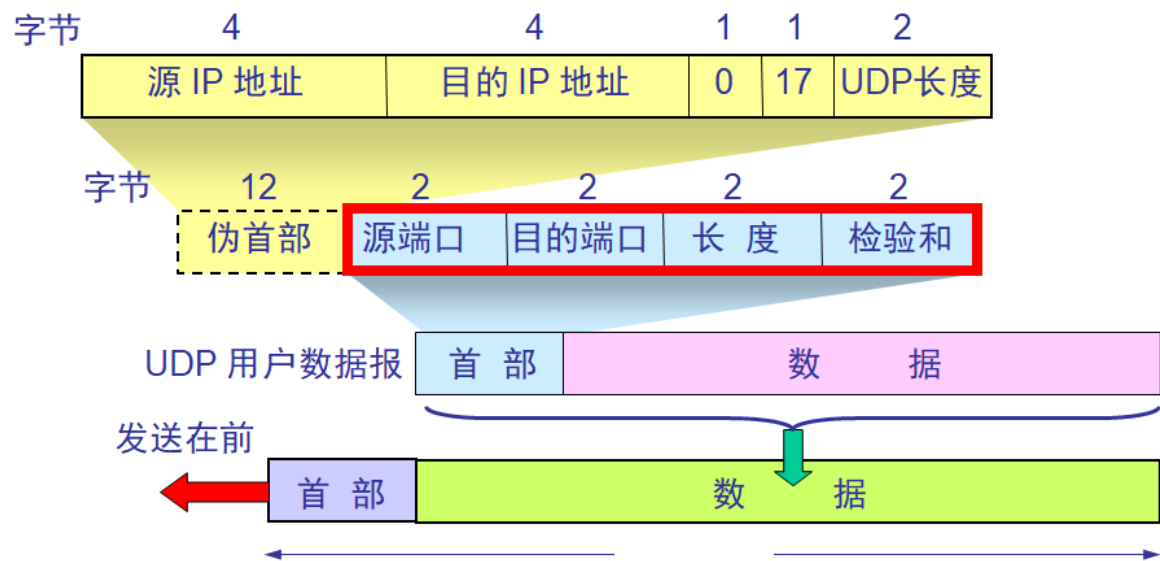 字节 4 4 1 1 2
源 IP 地址 目的 IP 地址 0 17 UDP长度
字节 12 2 2 2 2
伪首部 源端口 目的端口 长 度 检验和
UDP 用户数据报 首 部 数 据
发送在前
首 部 数 据